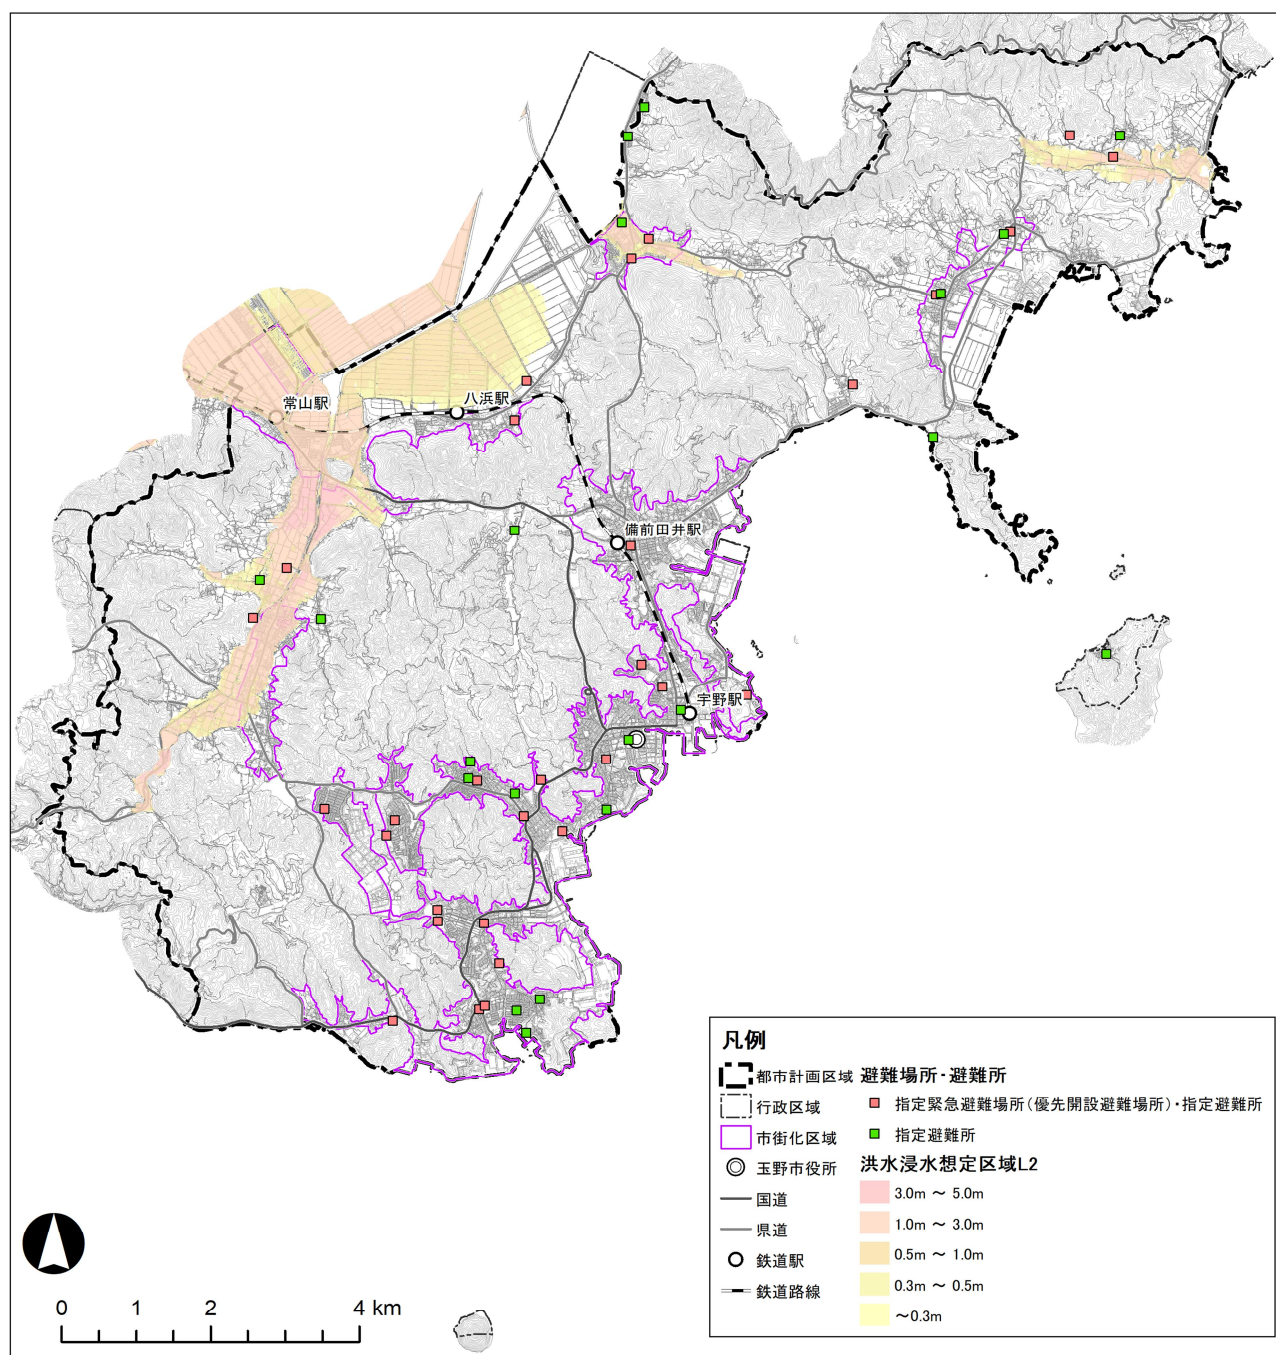 常山駅
八浜駅
備前田井駅
宇野駅
凡例
都市計画区域
行政区域
市街化区域
玉野市役所
国道
県道
鉄道駅
鉄道路線
避難場所・避難所
指定緊急避難場所(優先開設避難場所)・指定避難所
指定避難所
洪水浸水想定区域L2
3.0m ～ 5.0m
1.0m ～ 3.0m
0.5m ～ 1.0m
0.3m ～ 0.5m
～0.3m
0 1 2 4 km